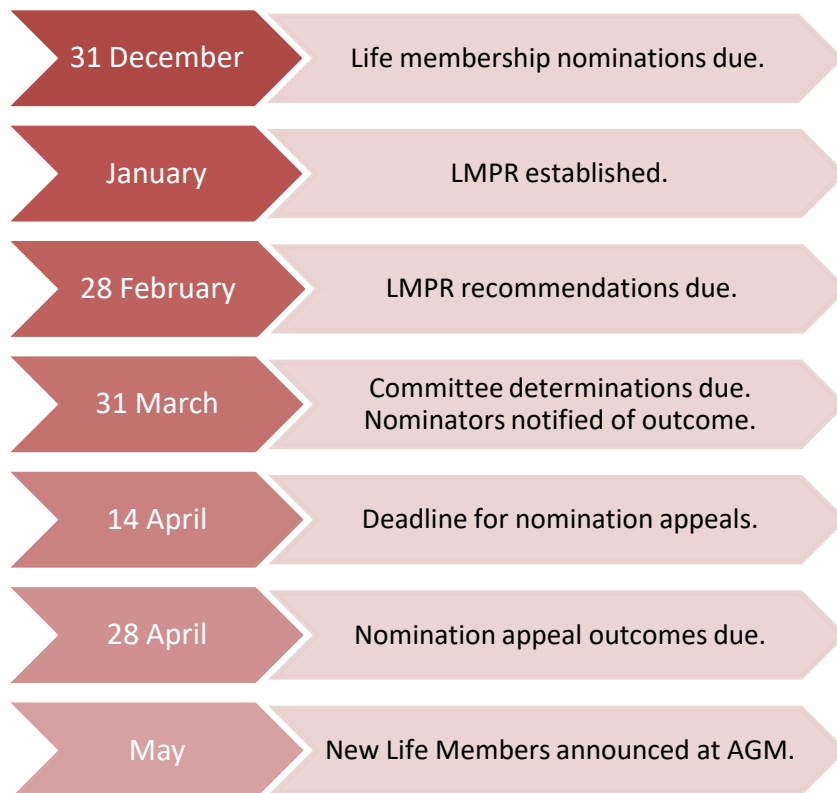 31 December
Life membership nominations due.
January
LMPR established.
28 February
LMPR recommendations due.
31 March
Committee determinations due.
Nominators notified of outcome.
14 April
Deadline for nomination appeals.
28 April
Nomination appeal outcomes due.
May
New Life Members announced at AGM.